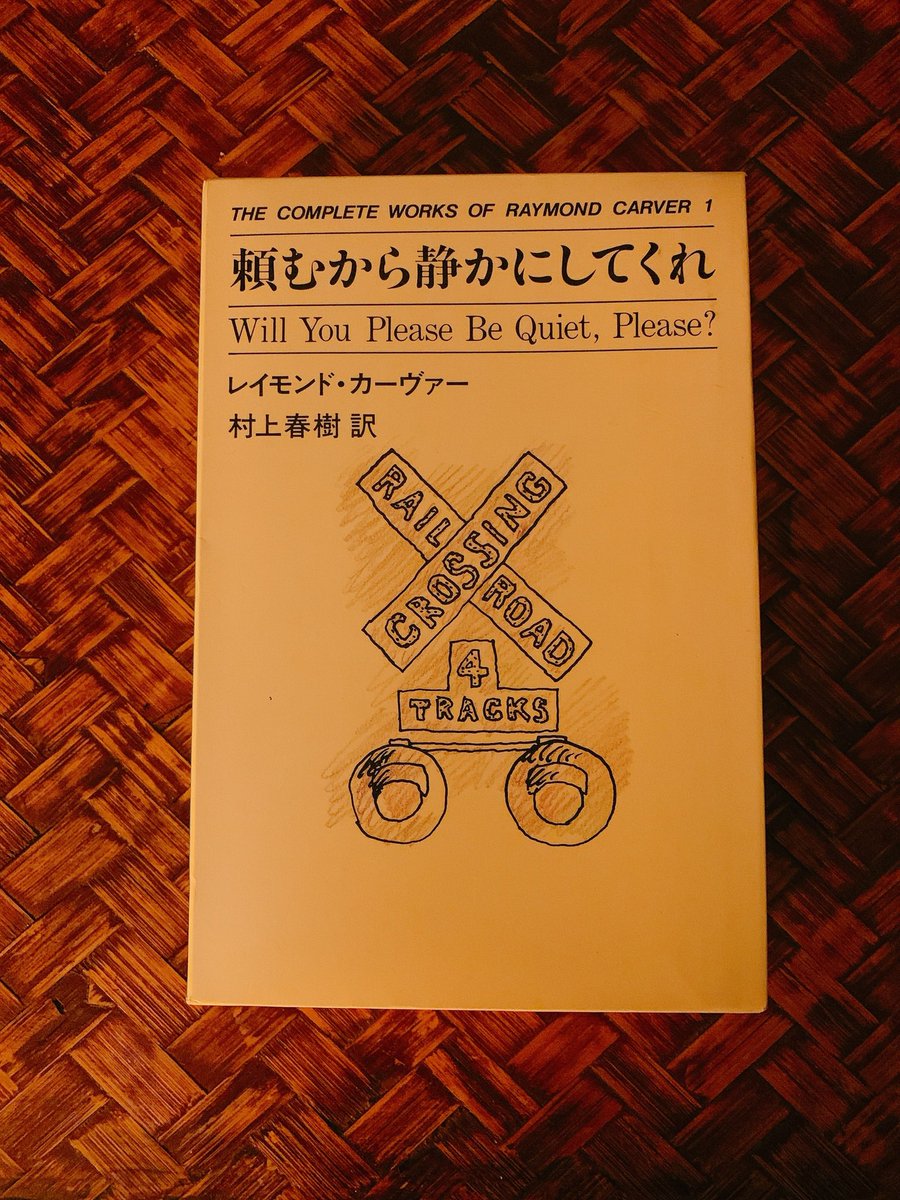 THE COMPLETE WORKS OF RAYMOND CARVER 1
頼むから静かにしてくれ
Will You Please Be Quiet, Please?
レイモンド・カーヴァー
村上春樹 訳
RAIL ROAD
CROSSING
4
TRACKS